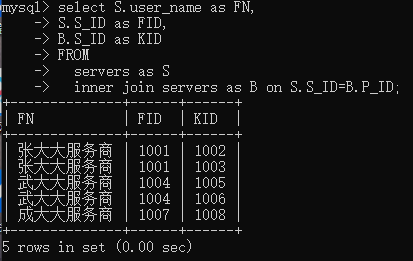 mysql> select S.user_name as FN,
    -> S.S_ID as FID,
    -> B.S_ID as KID
    -> FROM
    ->   servers as S
    ->   inner join servers as B on S.S_ID=B.P_ID;
+--------------+------+------+
| FN           | FID  | KID  |
+--------------+------+------+
| 张大大服务商 | 1001 | 1002 |
| 张大大服务商 | 1001 | 1003 |
| 武大大服务商 | 1004 | 1005 |
| 武大大服务商 | 1004 | 1006 |
| 成大大服务商 | 1007 | 1008 |
+--------------+------+------+
5 rows in set (0.00 sec)